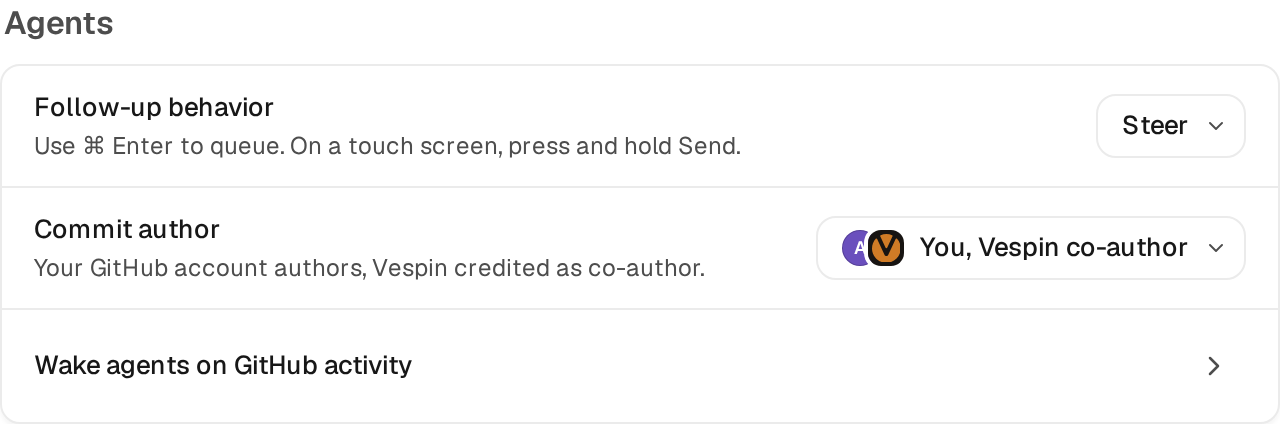 Agents
Follow-up behavior
Use ⌘ Enter to queue. On a touch screen, press and hold Send.
Steer
Commit author
Your GitHub account authors, Vespin credited as co-author.
A V You, Vespin co-author
Wake agents on GitHub activity